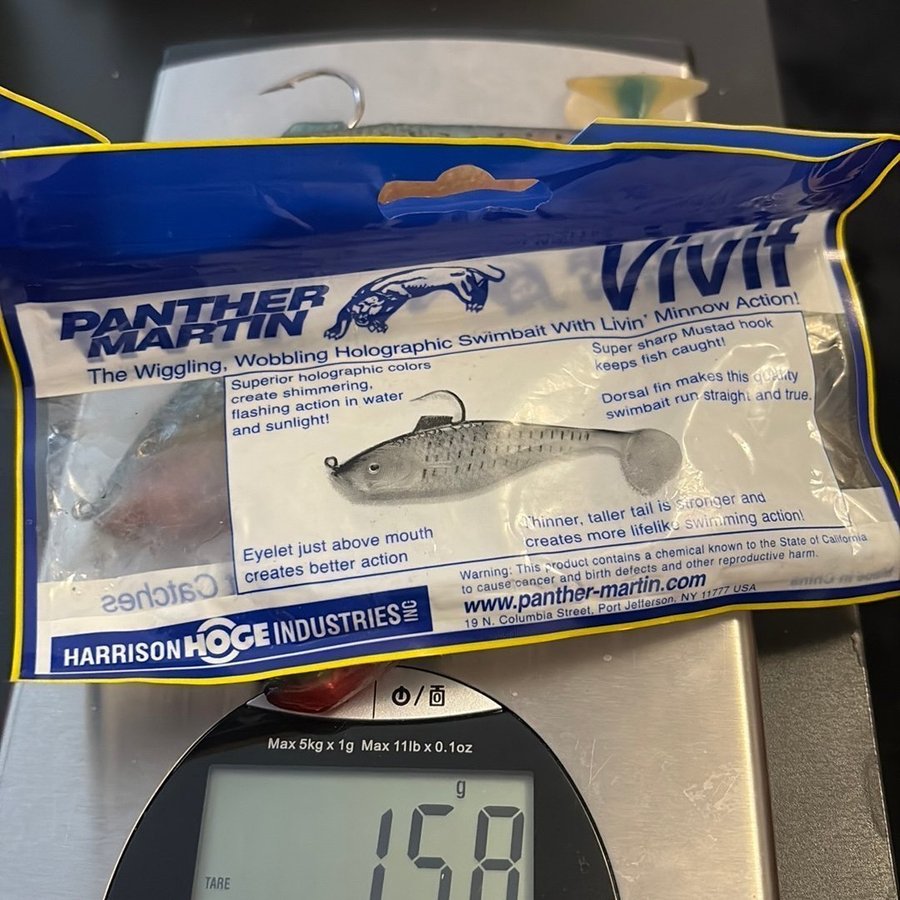 PANTHER
MARTIN
Vivif
The Wiggling, Wobbling Holographic Swimbait With Livin' Minnow Action!
Superior holographic colors
create shimmering,
flashing action in water
and sunlight!
Super sharp Mustad hook
keeps fish caught!
Dorsal fin makes this quality
swimbait run straight and true.
Eyelet just above mouth
creates better action
Thinner, taller tail is stronger and
creates more lifelike swimming action!
Warning: This product contains a chemical known to the State of California
to cause cancer and birth defects and other reproductive harm.
www.panther-martin.com
19 N. Columbia Street, Port Jefferson, NY 11777 USA
Catches
Made in China
HARRISON HOGE INDUSTRIES INC
Max 5kg x 1g Max 11lb x 0.1oz
g
158
TARE